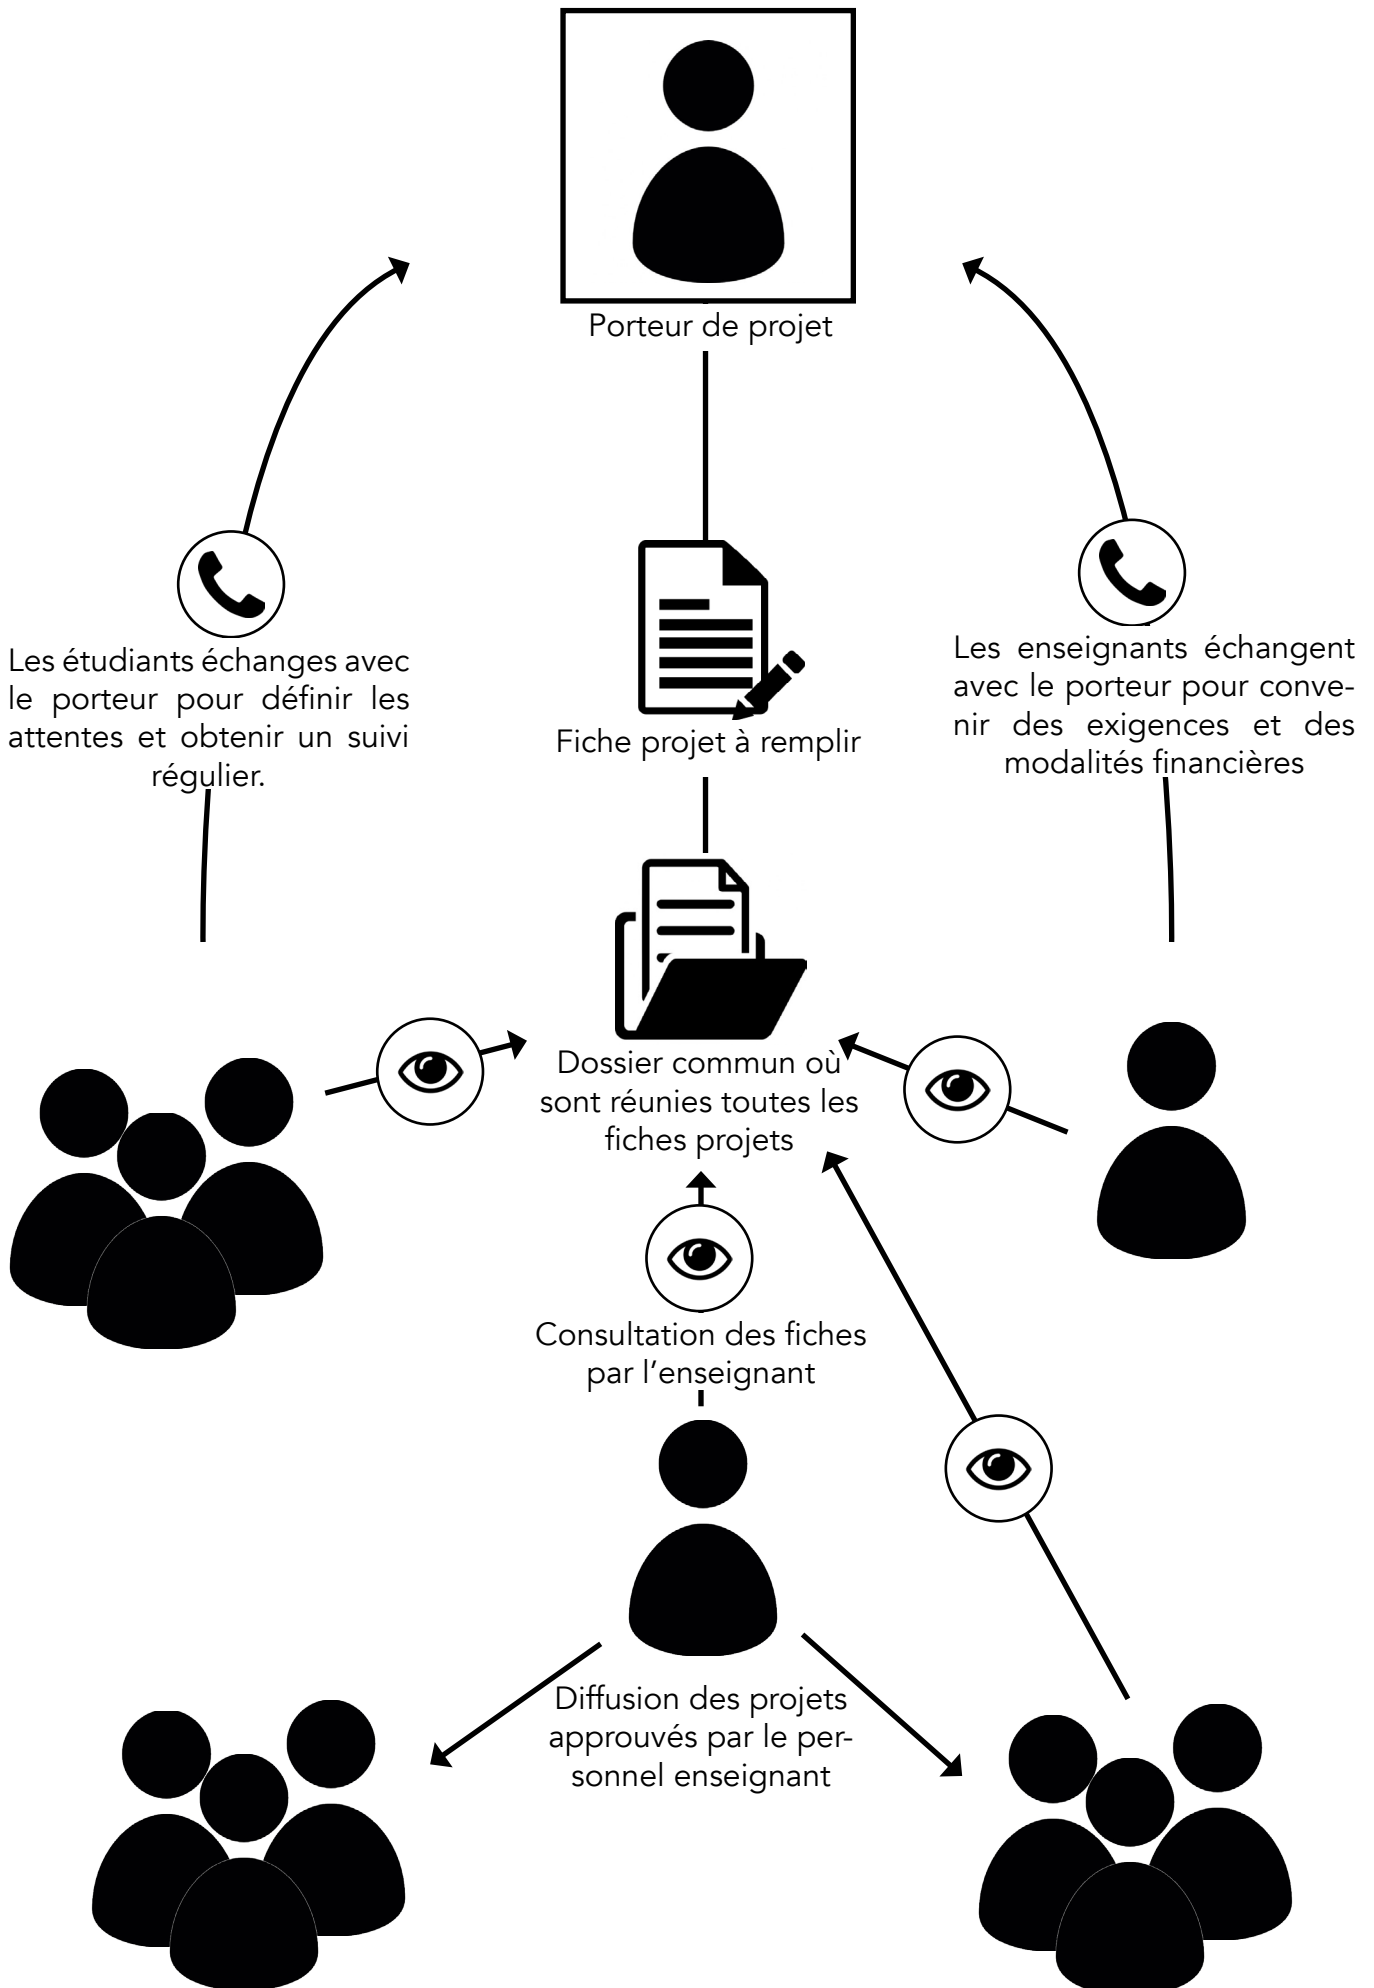 Porteur de projet
Les étudiants échanges avec
le porteur pour définir les
attentes et obtenir un suivi
régulier.
Fiche projet à remplir
Les enseignants échangent
avec le porteur pour conve-
nir des exigences et des
modalités financières
Dossier commun où
sont réunies toutes les
fiches projets
Consultation des fiches
par l'enseignant
Diffusion des projets
approuvés par le per-
sonnel enseignant